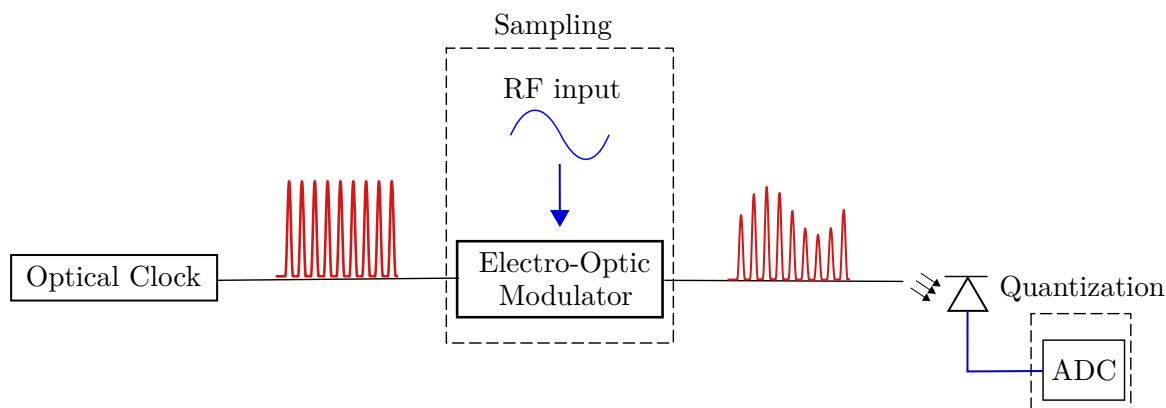 Sampling
RF input
Optical Clock
Electro-Optic
Modulator
Quantization
ADC